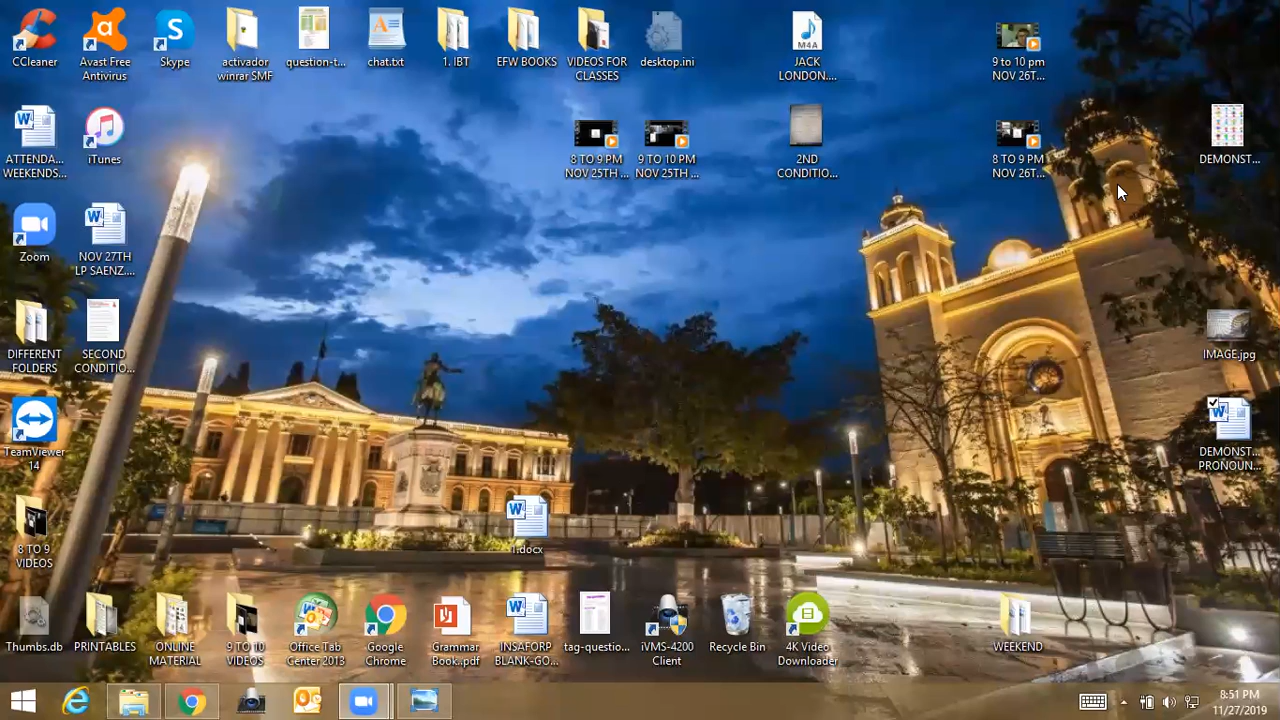 CCleaner
Avast Free
Antivirus
Skype
activador
winrar SMF
question-t...
chat.txt
1. IBT
EFW BOOKS
VIDEOS FOR
CLASSES
desktop.ini
M4A
JACK
LONDON....
9 to 10 pm
NOV 26T...
ATTENDA...
WEEKENDS...
iTunes
8 TO 9 PM
NOV 25TH ...
9 TO 10 PM
NOV 25TH ...
2ND
CONDITIO...
8 TO 9 PM
NOV 26T...
DEMONST...
Zoom
NOV 27TH
LP SAENZ....
DIFFERENT
FOLDERS
SECOND
CONDITIO...
IMAGE.jpg
TeamViewer
14
DEMONST...
PRONOUN...
8 TO 9
VIDEOS
1.docx
Thumbs.db
PRINTABLES
ONLINE
MATERIAL
9 TO 10
VIDEOS
Office Tab
Center 2013
Google
Chrome
Grammar
Book..pdf
INSAFORP
BLANK-GO...
tag-questio...
iVMS-4200
Client
Recycle Bin
4K Video
Downloader
WEEKEND
8:51 PM
11/27/2019